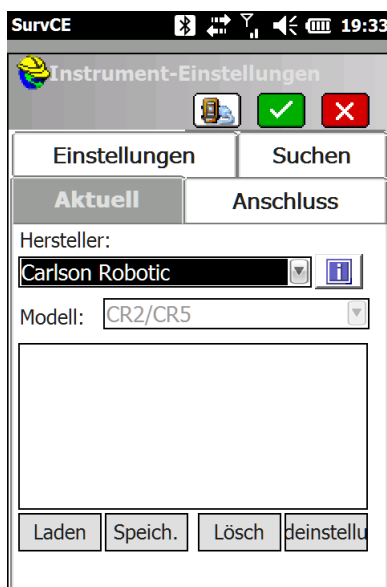 SurvCE 19:33
Instrument-Einstellungen
Einstellungen Suchen
Aktuell Anschluss
Hersteller:
Carlson Robotic
Modell: CR2/CR5
Laden Speich. Lösch deinstellu